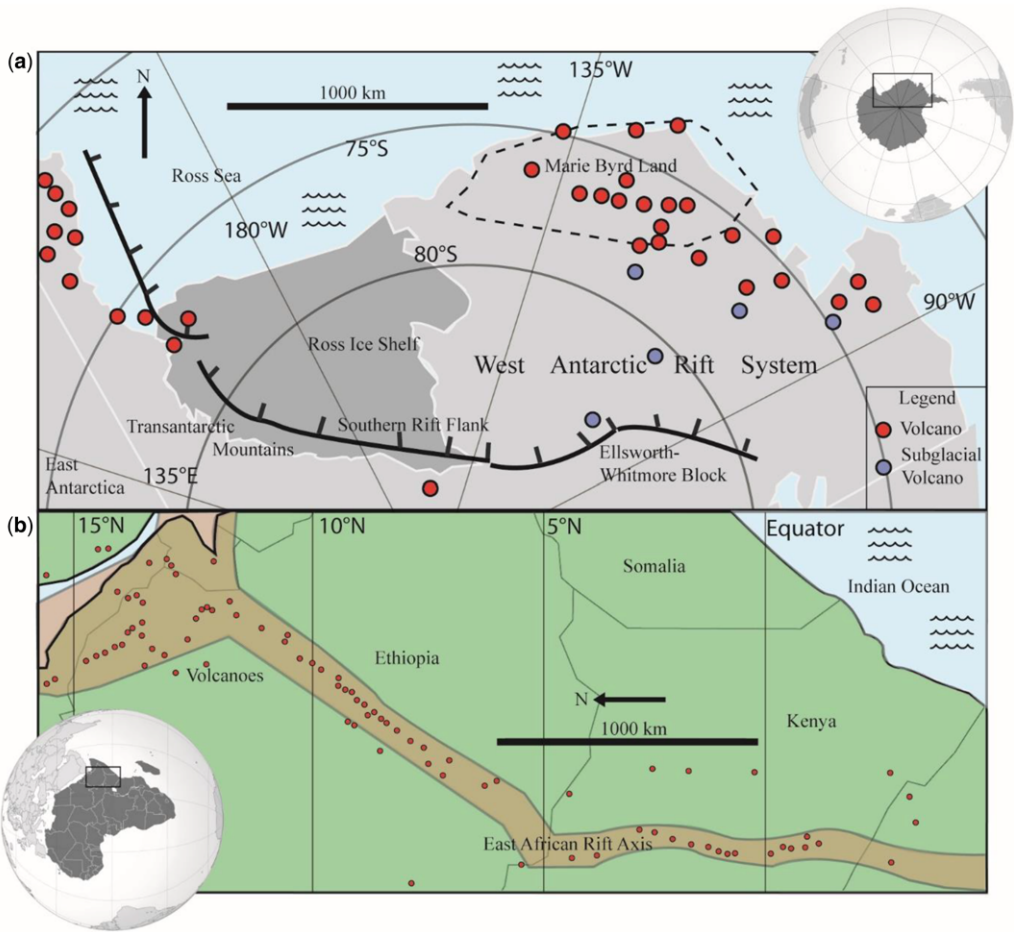 (a)
N
1000 km
135°W
75°S
Ross Sea
Marie Byrd Land
180°W
80°S
90°W
Ross Ice Shelf
West Antarctic Rift System
Legend
Volcano
Subglacial
Volcano
Transantarctic
Mountains
Southern Rift Flank
Ellsworth-
Whitmore Block
East
Antarctica
135°E
(b)
15°N
10°N
5°N
Equator
Somalia
Indian Ocean
Ethiopia
Volcanoes
N
Kenya
1000 km
East African Rift Axis